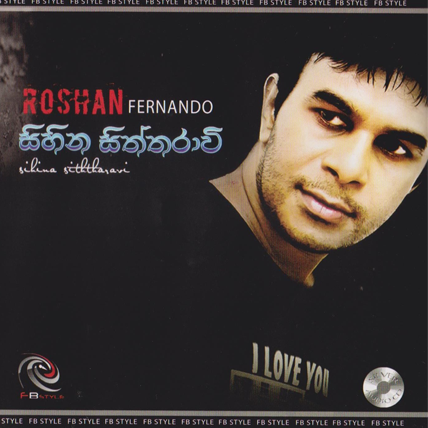 FB STYLE FB STYLE FB STYLE FB STYLE FB STYLE FB STYLE FB STYLE FB STYLE
ROSHAN FERNANDO
සිහින සිත්තරාවි
sihina siththaravi
I LOVE YOU
FB STYLE
FB STYLE FB STYLE FB STYLE FB STYLE FB STYLE FB STYLE FB STYLE FB STYLE